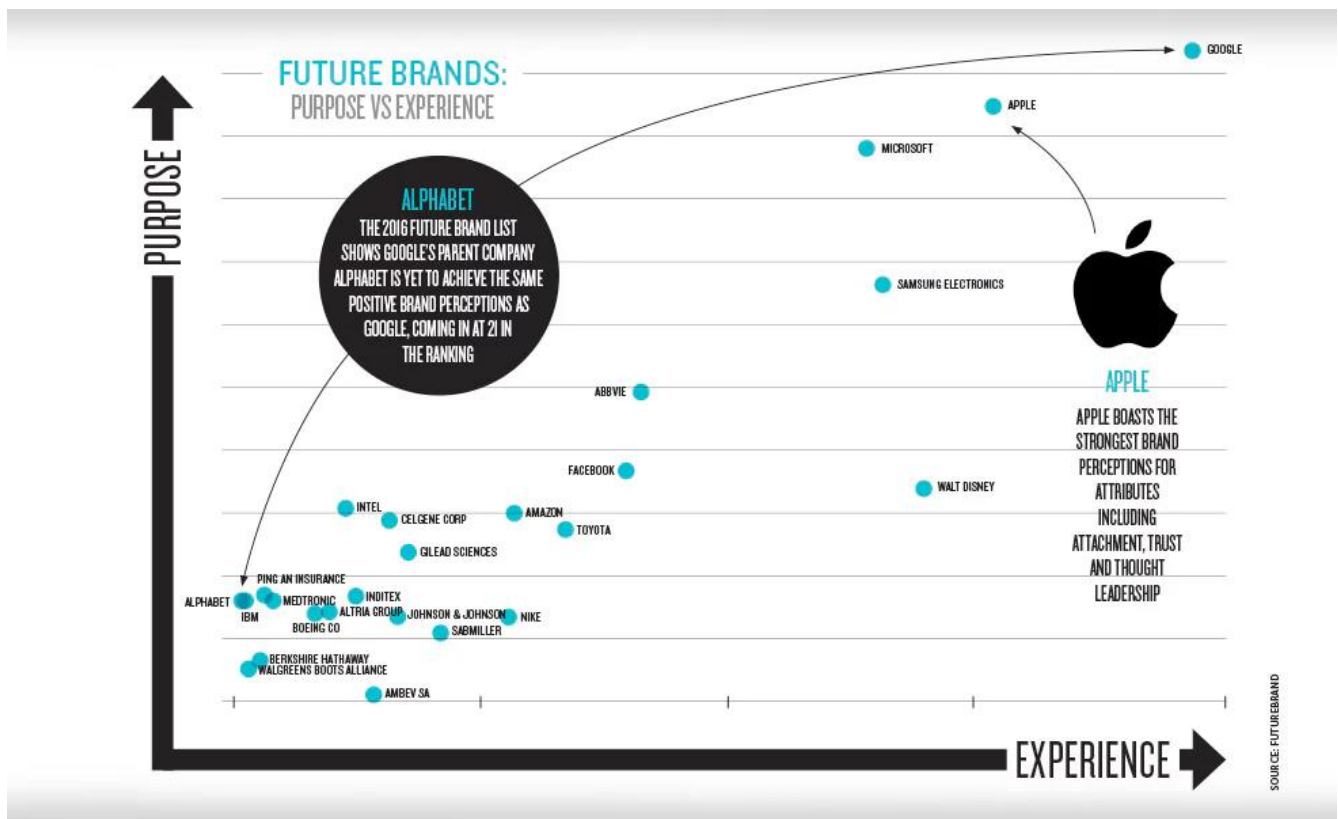 FUTURE BRANDS:
PURPOSE VS EXPERIENCE
PURPOSE
GOOGLE
APPLE
MICROSOFT
ALPHABET
THE 2016 FUTURE BRAND LIST
SHOWS GOOGLE'S PARENT COMPANY
ALPHABET IS YET TO ACHIEVE THE SAME
POSITIVE BRAND PERCEPTIONS AS
GOOGLE, COMING IN AT 21 IN
THE RANKING
SAMSUNG ELECTRONICS
APPLE
APPLE BOASTS THE
STRONGEST BRAND
PERCEPTIONS FOR
ATTRIBUTES
INCLUDING
ATTACHMENT, TRUST
AND THOUGHT
LEADERSHIP
ABBVIE
FACEBOOK
WALT DISNEY
INTEL
CELGENE CORP
AMAZON
TOYOTA
GILEAD SCIENCES
PING AN INSURANCE
ALPHABET
IBM
MEDTRONIC
INDITEX
BOEING CO
ALTRIA GROUP
JOHNSON & JOHNSON
NIKE
SABMILLER
BERKSHIRE HATHAWAY
WALGREENS BOOTS ALLIANCE
AMBEV SA
EXPERIENCE
SOURCE: FUTUREBRAND